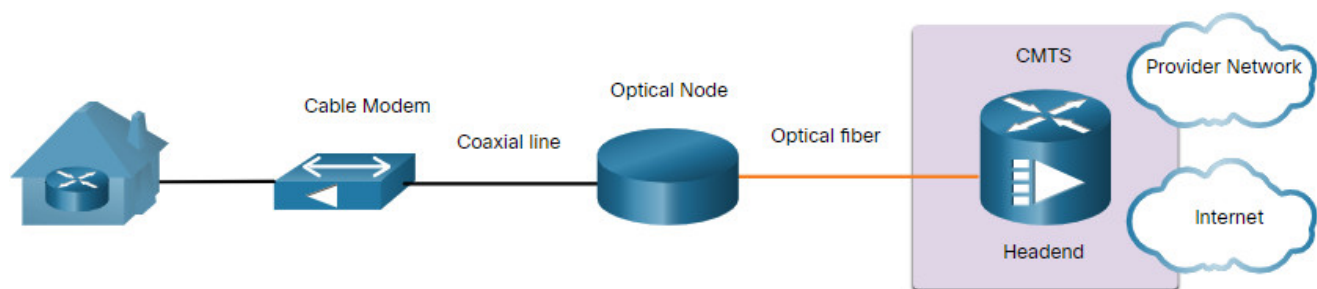 Cable Modem
Coaxial line
Optical Node
Optical fiber
CMTS
Headend
Provider Network
Internet